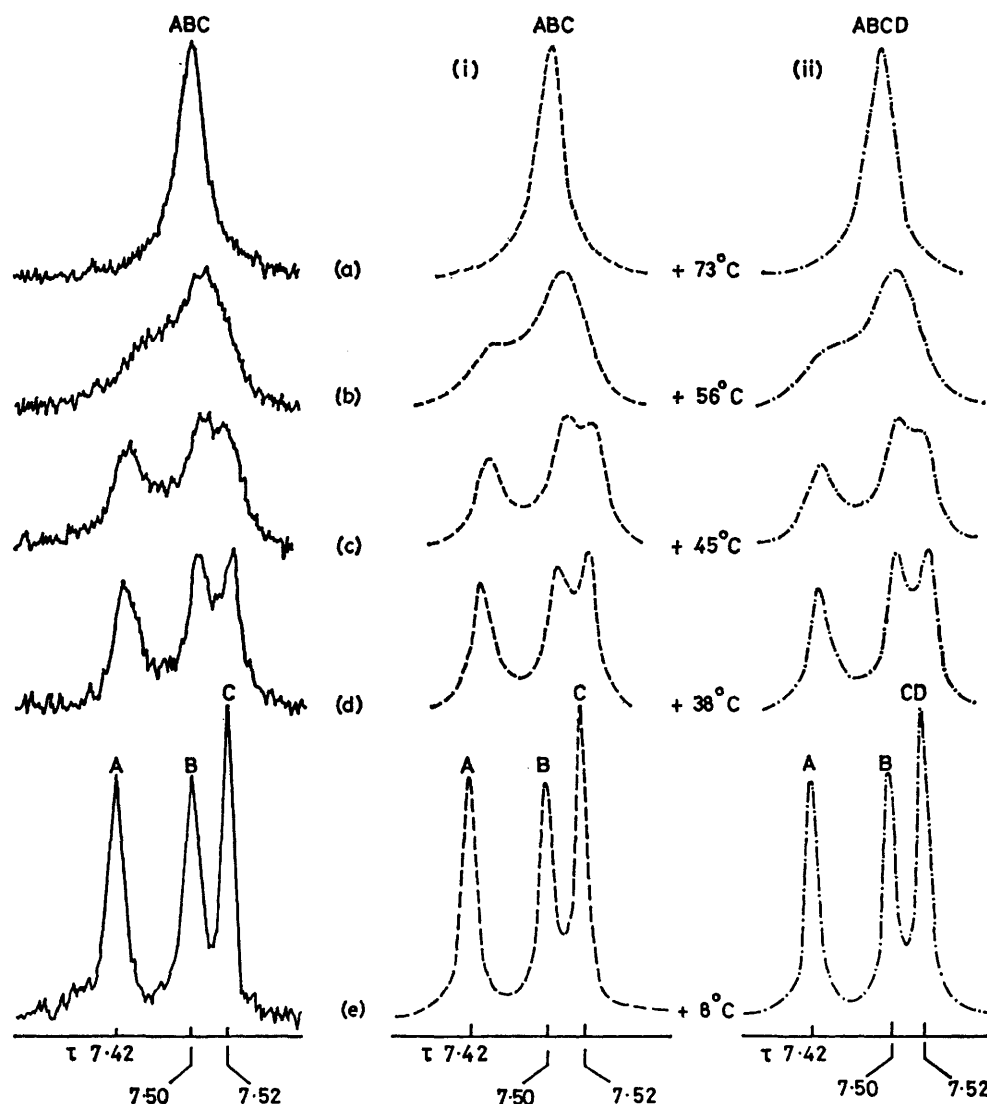 ABC ABC ABCD
(i) (ii)
(a) + 73°C
(b) + 56°C
(c) + 45°C
(d) + 38°C
C C CD
A B A B A B
(e) + 8°C
τ 7·42 τ 7·42 τ 7·42
7·50 7·52 7·50 7·52 7·50 7·52